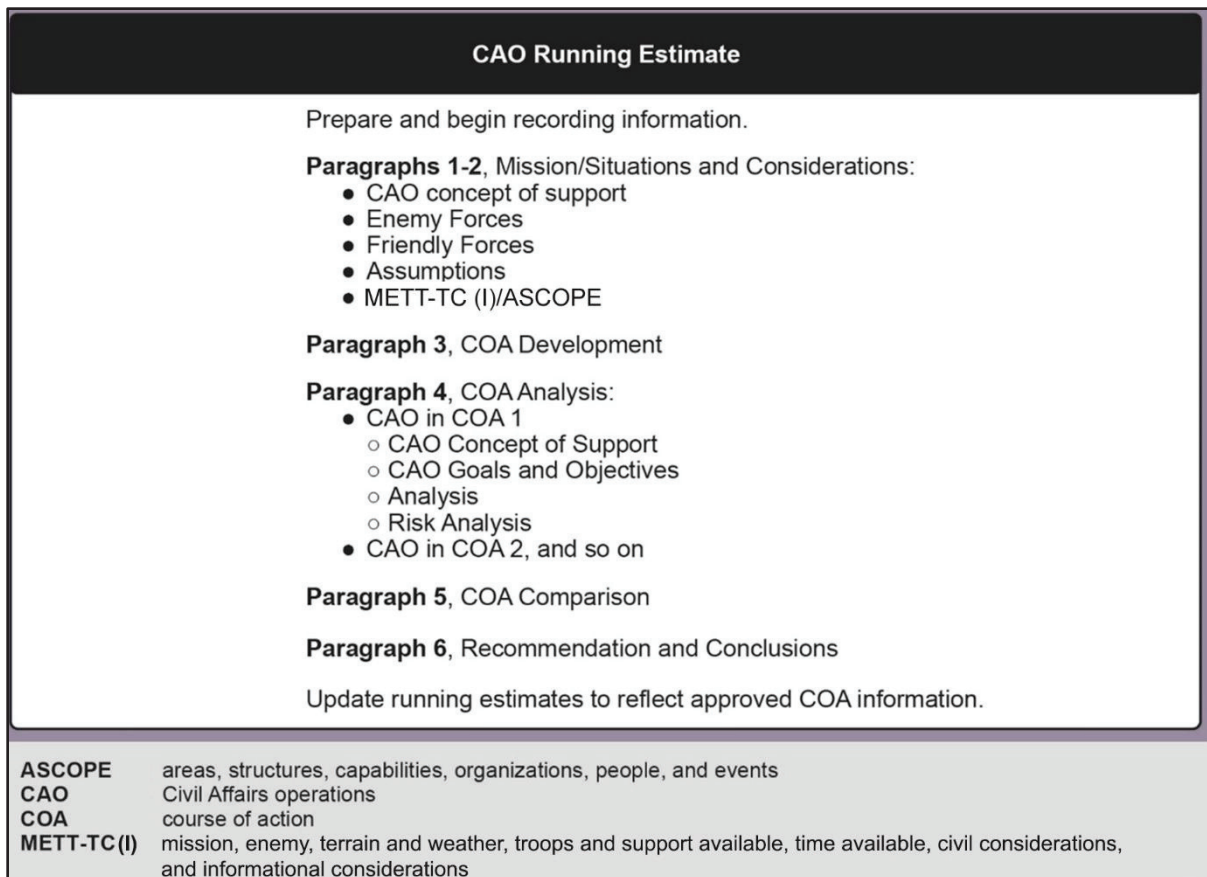 CAO Running Estimate
Prepare and begin recording information.
Paragraphs 1-2, Mission/Situations and Considerations:
● CAO concept of support
● Enemy Forces
● Friendly Forces
● Assumptions
● METT-TC (I)/ASCOPE
Paragraph 3, COA Development
Paragraph 4, COA Analysis:
● CAO in COA 1
○ CAO Concept of Support
○ CAO Goals and Objectives
○ Analysis
○ Risk Analysis
● CAO in COA 2, and so on
Paragraph 5, COA Comparison
Paragraph 6, Recommendation and Conclusions
Update running estimates to reflect approved COA information.
ASCOPE areas, structures, capabilities, organizations, people, and events
CAO Civil Affairs operations
COA course of action
METT-TC(I) mission, enemy, terrain and weather, troops and support available, time available, civil considerations,
and informational considerations